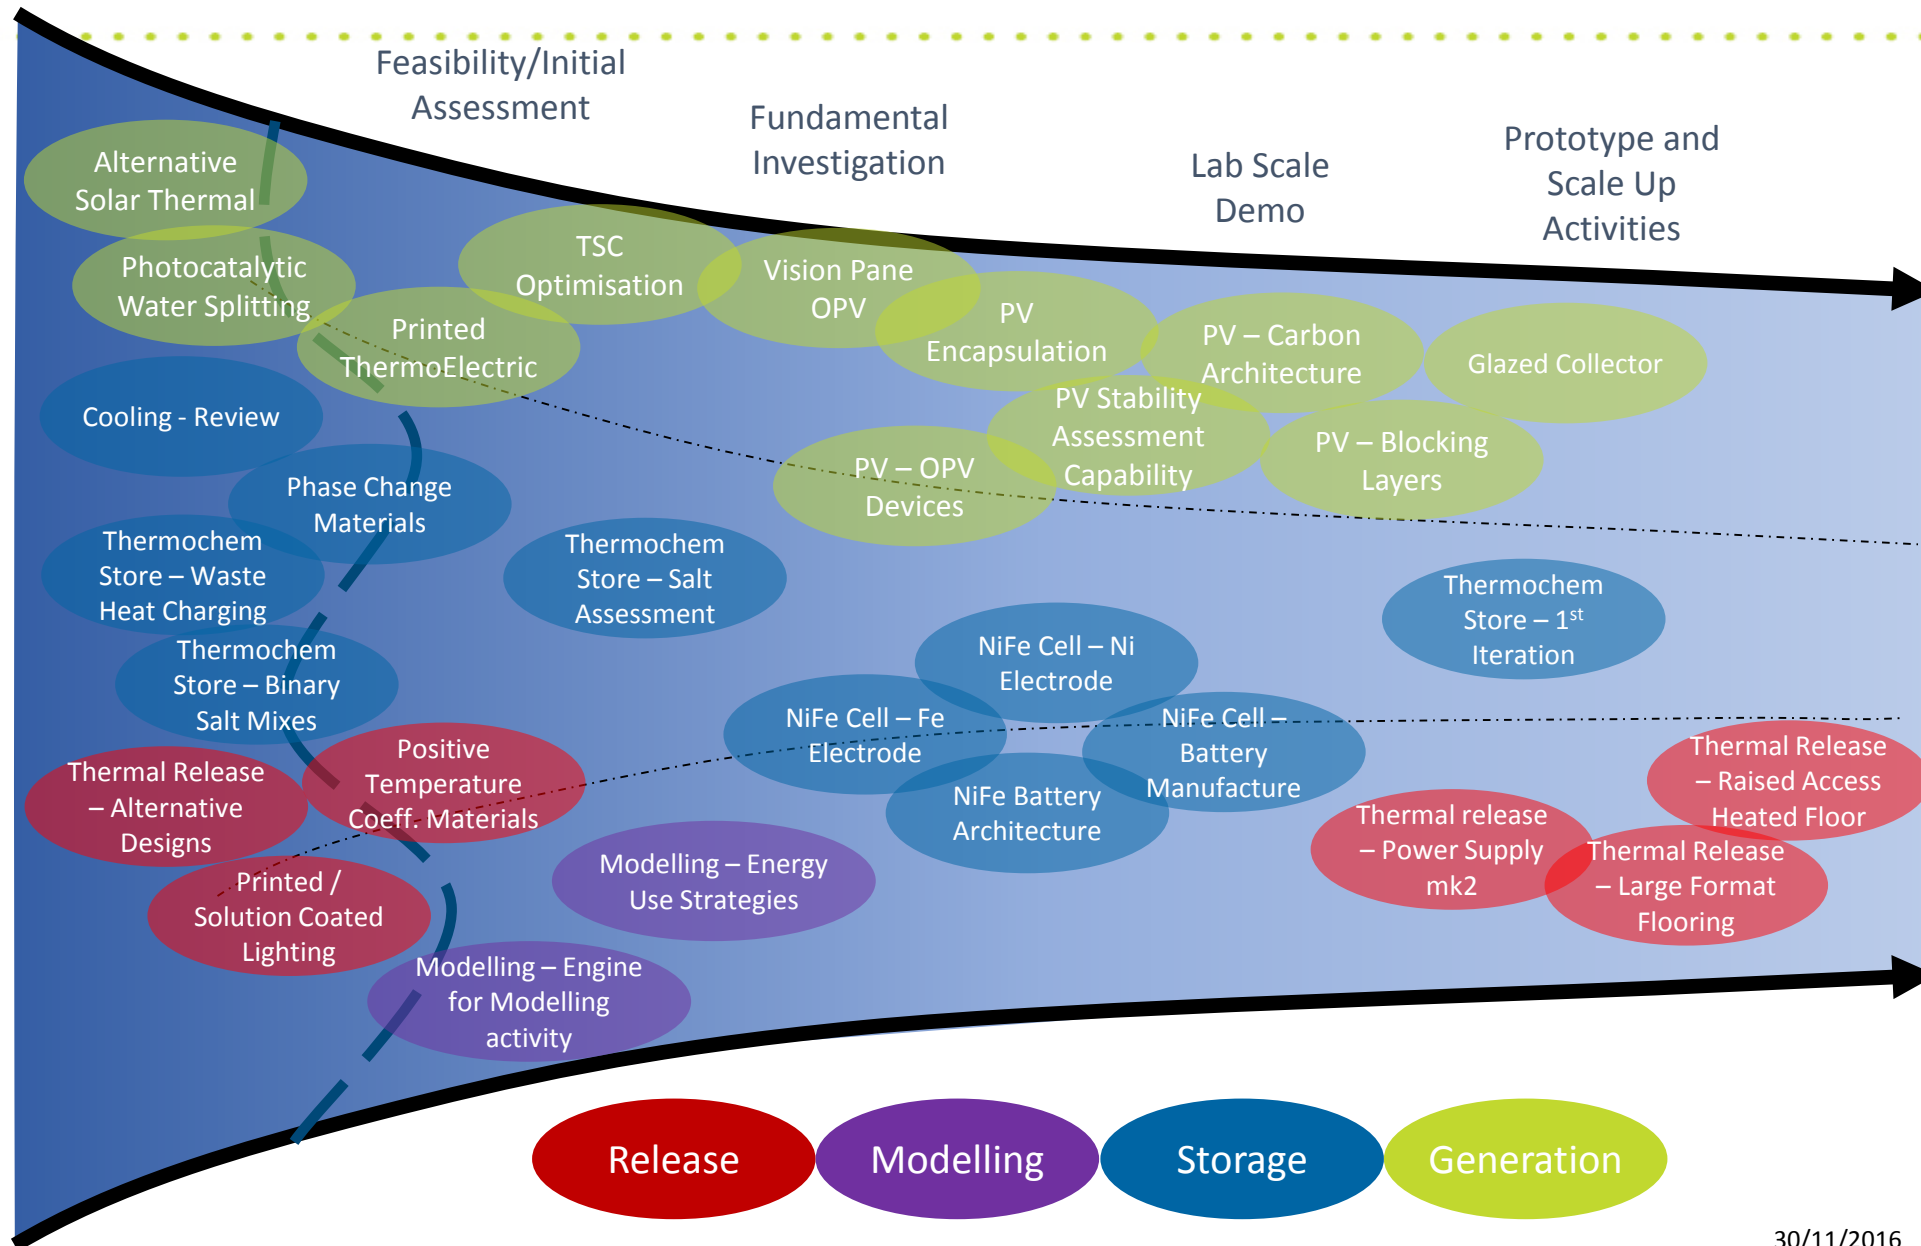 Feasibility/Initial
Assessment
Fundamental
Investigation
Lab Scale
Demo
Prototype and
Scale Up
Activities
Alternative
Solar Thermal
Photocatalytic
Water Splitting
Printed
ThermoElectric
TSC
Optimisation
Vision Pane
OPV
PV
Encapsulation
PV – Carbon
Architecture
Glazed Collector
PV Stability
Assessment
Capability
PV – Blocking
Layers
PV – OPV
Devices
Cooling - Review
Phase Change
Materials
Thermochem
Store – Waste
Heat Charging
Thermochem
Store – Salt
Assessment
Thermochem
Store – 1st
Iteration
Thermochem
Store – Binary
Salt Mixes
NiFe Cell – Ni
Electrode
NiFe Cell – Fe
Electrode
NiFe Cell –
Battery
Manufacture
NiFe Battery
Architecture
Thermal Release
– Alternative
Designs
Positive
Temperature
Coeff. Materials
Printed /
Solution Coated
Lighting
Modelling – Energy
Use Strategies
Modelling – Engine
for Modelling
activity
Thermal release
– Power Supply
mk2
Thermal Release
– Raised Access
Heated Floor
Thermal Release
– Large Format
Flooring
Release
Modelling
Storage
Generation
30/11/2016